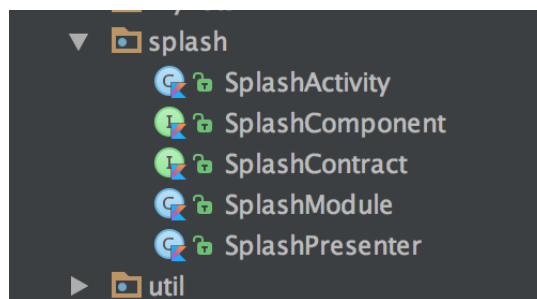 splash
SplashActivity
SplashComponent
SplashContract
SplashModule
SplashPresenter
util